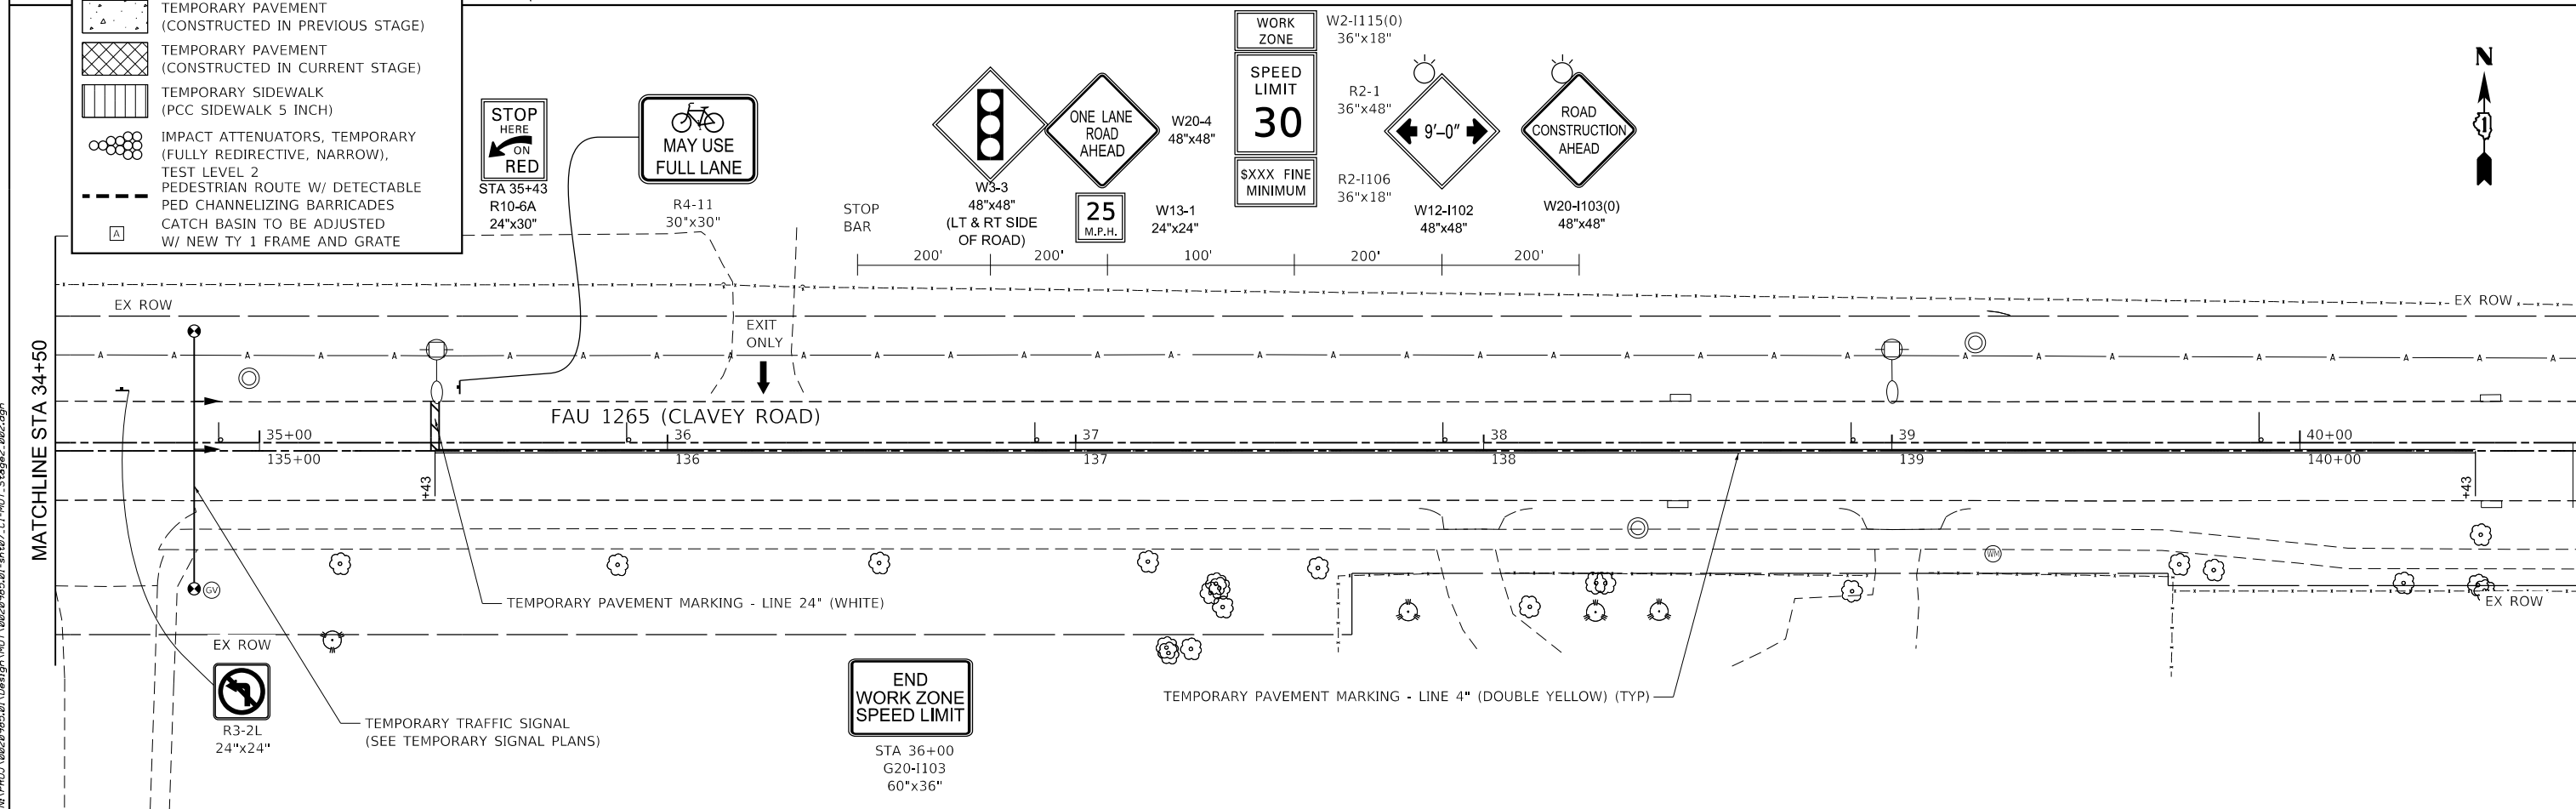 TEMPORARY PAVEMENT
(CONSTRUCTED IN PREVIOUS STAGE)
TEMPORARY PAVEMENT
(CONSTRUCTED IN CURRENT STAGE)
TEMPORARY SIDEWALK
(PCC SIDEWALK 5 INCH)
IMPACT ATTENUATORS, TEMPORARY
(FULLY REDIRECTIVE, NARROW),
TEST LEVEL 2
PEDESTRIAN ROUTE W/ DETECTABLE
PED CHANNELIZING BARRICADES
A
CATCH BASIN TO BE ADJUSTED
W/ NEW TY 1 FRAME AND GRATE
STOP
HERE
ON
RED
STA 35+43
R10-6A
24"x30"
MAY USE
FULL LANE
R4-11
30"x30"
STOP
BAR
W3-3
48"x48"
(LT & RT SIDE
OF ROAD)
ONE LANE
ROAD
AHEAD
W20-4
48"x48"
25
M.P.H.
W13-1
24"x24"
WORK
ZONE
W2-I115(0)
36"x18"
SPEED
LIMIT
30
R2-1
36"x48"
$XXX FINE
MINIMUM
R2-I106
36"x18"
9'-0"
W12-I102
48"x48"
ROAD
CONSTRUCTION
AHEAD
W20-I103(0)
48"x48"
N
1
200'
200'
100'
200'
200'
EX ROW
EX ROW
EXIT
ONLY
MATCHLINE STA 34+50
A A A A A A A A A A A A A A A A A A A A A A A A A A A A A A A A A A
FAU 1265 (CLAVEY ROAD)
35+00
36
37
38
39
40+00
135+00
136
137
138
139
140+00
+43
+43
GV
WM
TEMPORARY PAVEMENT MARKING - LINE 24" (WHITE)
EX ROW
EX ROW
R3-2L
24"x24"
TEMPORARY TRAFFIC SIGNAL
(SEE TEMPORARY SIGNAL PLANS)
END
WORK ZONE
SPEED LIMIT
STA 36+00
G20-I103
60"x36"
TEMPORARY PAVEMENT MARKING - LINE 4" (DOUBLE YELLOW) (TYP)